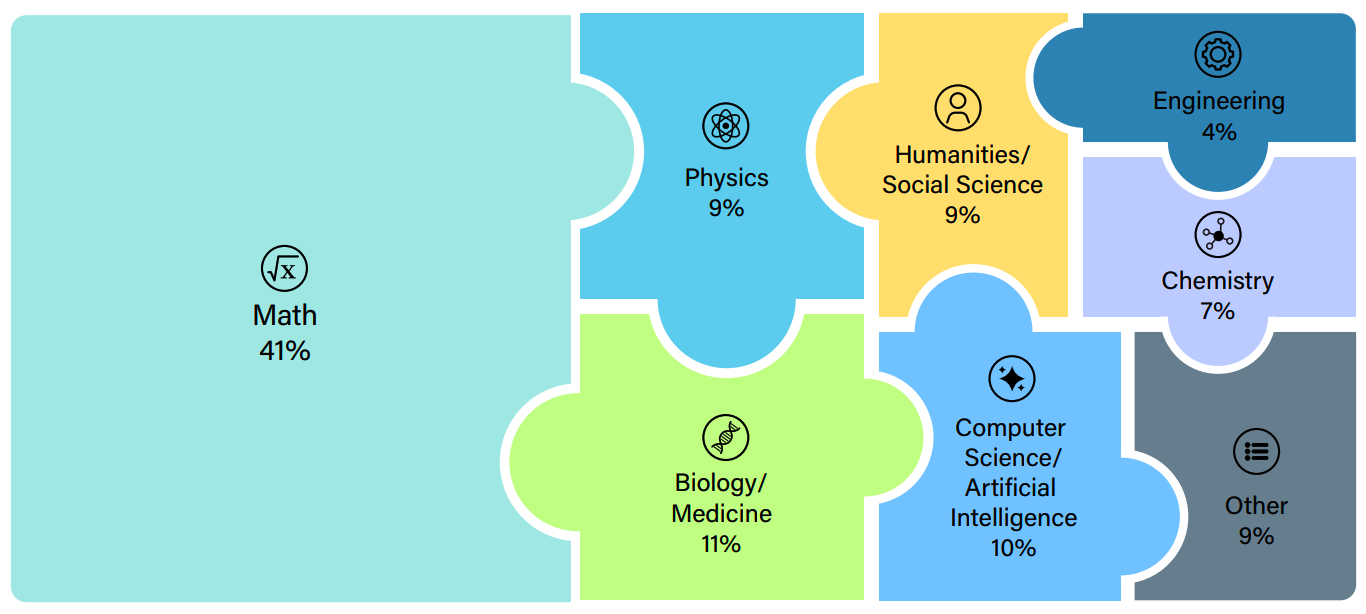 √x
Math
41%
Physics
9%
Biology/
Medicine
11%
Humanities/
Social Science
9%
Computer
Science/
Artificial
Intelligence
10%
Engineering
4%
Chemistry
7%
Other
9%